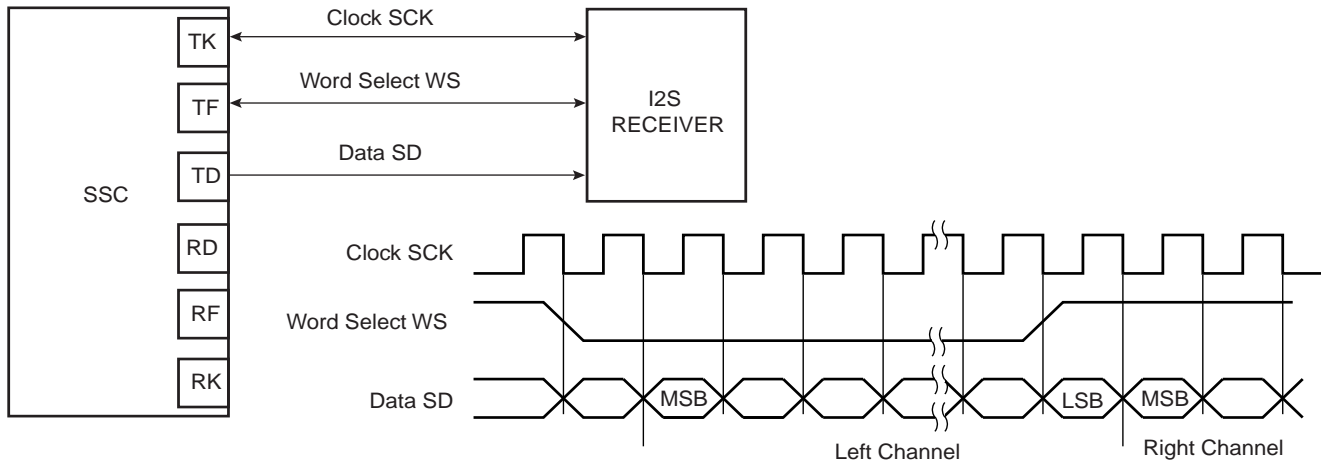 Clock SCK
TK
Word Select WS
TF
I2S
RECEIVER
Data SD
TD
SSC
RD
Clock SCK
RF
Word Select WS
RK
Data SD
MSB
LSB
MSB
Left Channel
Right Channel